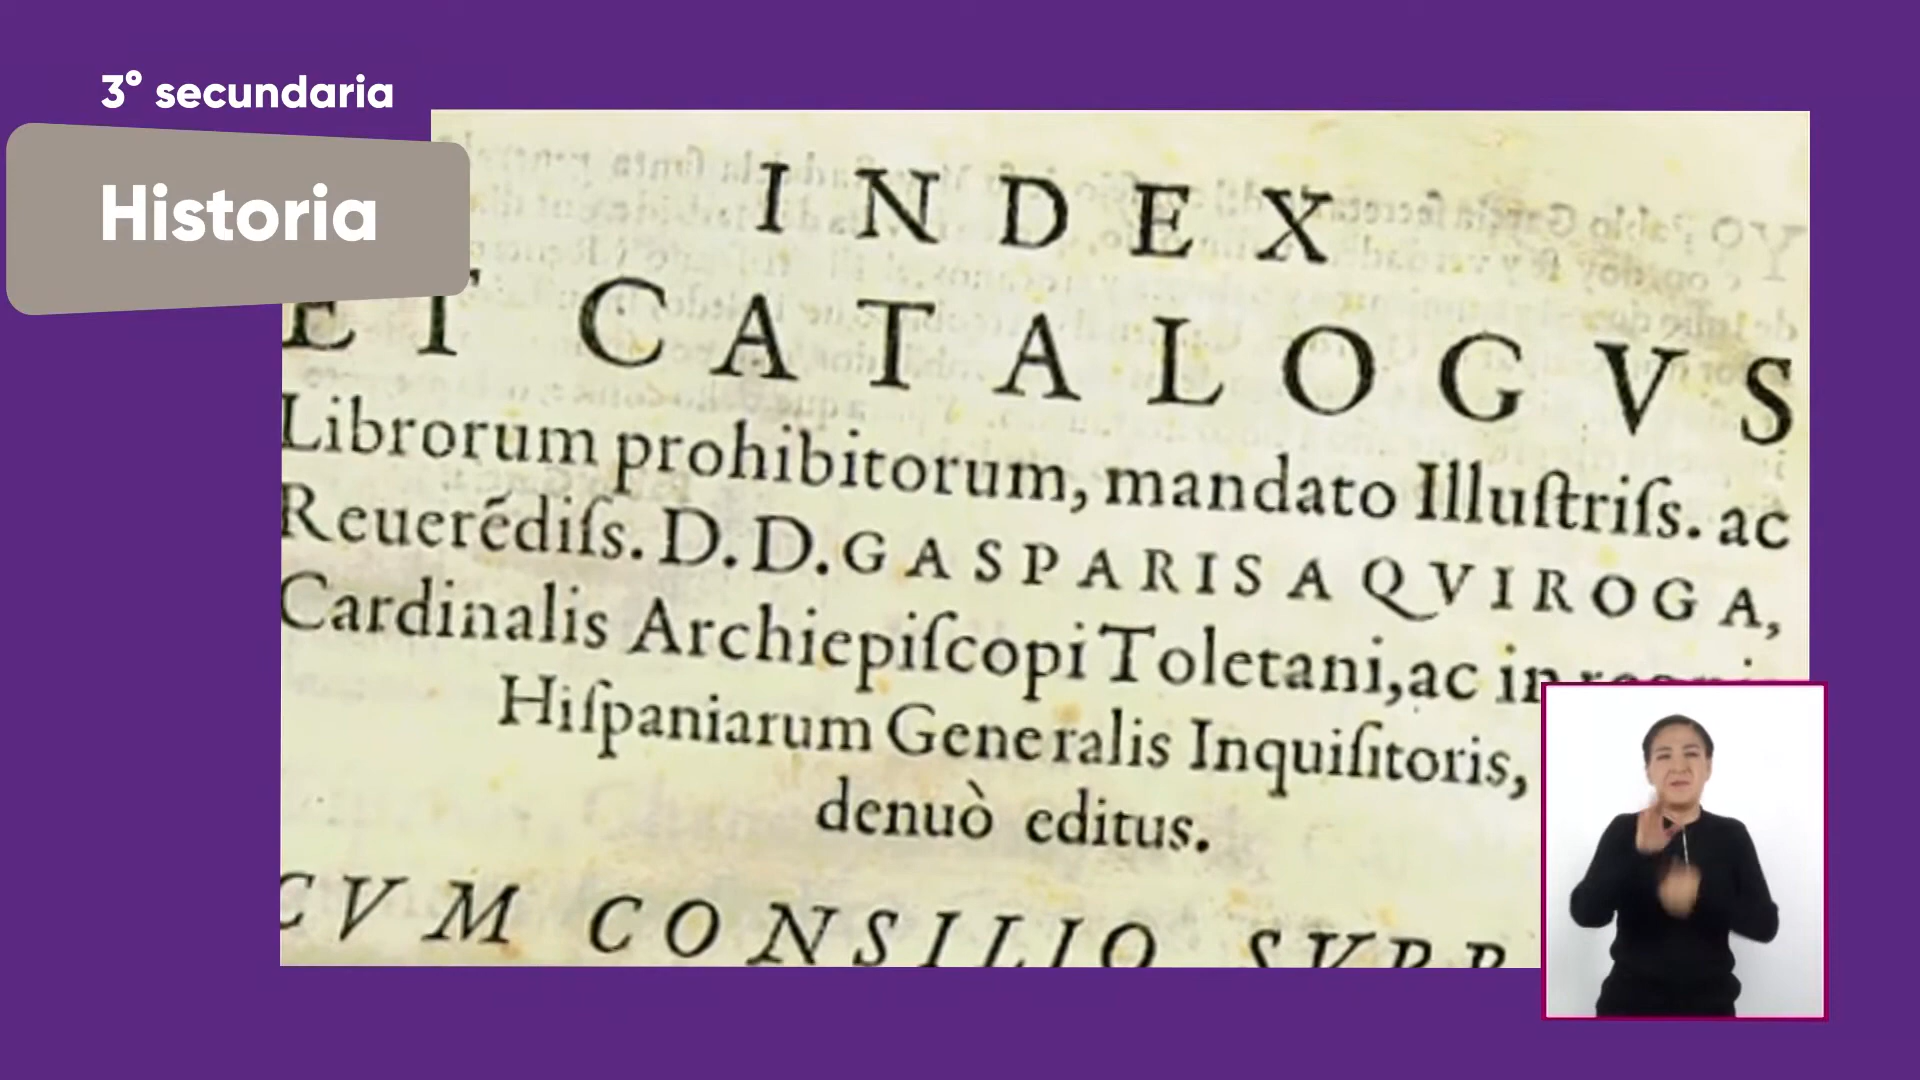 3° secundaria
Historia
INDEX
ET CATALOGVS
Librorum prohibitorum, mandato Illuſtriſs. ac
Reuerẽdiſs. D. D. GASPARIS A QVIROGA,
Cardinalis Archiepiſcopi Toletani, ac in
Hiſpaniarum Generalis Inquiſitoris,
denuò editus.
CVM CONSILIO